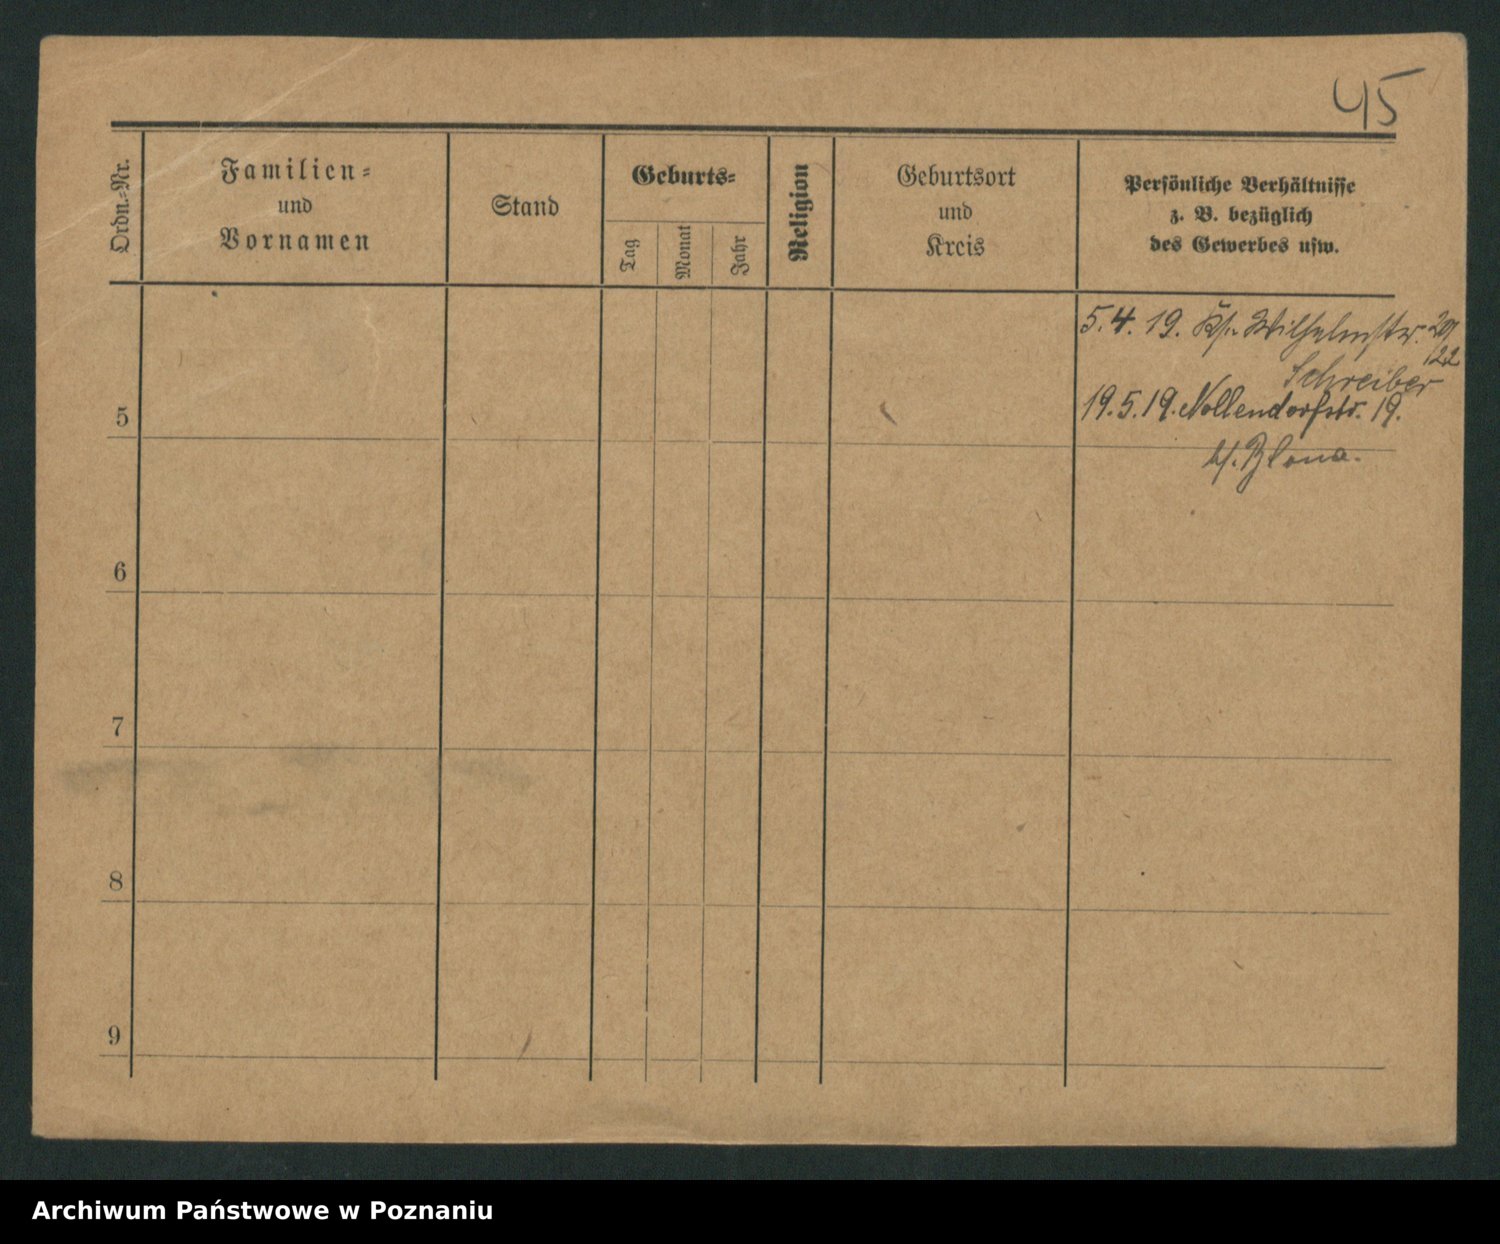 45
Ordn.-Nr.
Familien-
und
Vornamen
Stand
Geburts-
Tag
Monat
Jahr
Religion
Geburtsort
und
Kreis
Persönliche Verhältnisse
z. B. bezüglich
des Gewerbes usw.
5.4.19. Wilhelmstr. 20
/22
Schreiber
19.5.19. Nollendorfstr. 19.
b/.
5
6
7
8
9
Archiwum Państwowe w Poznaniu